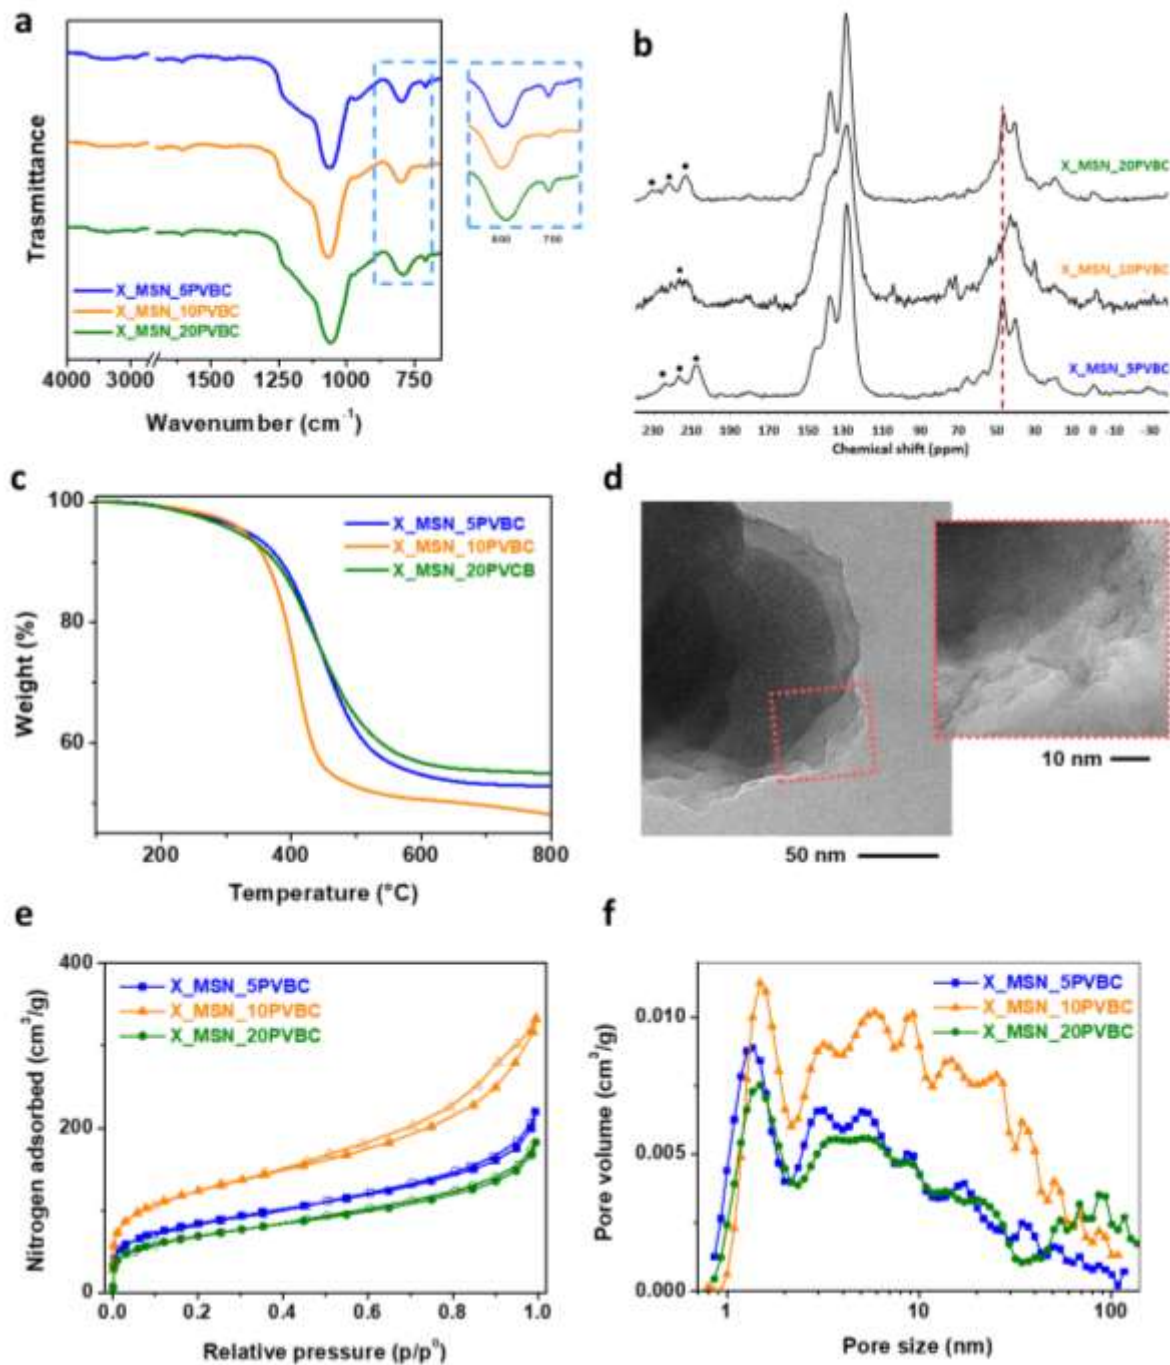 a
Trasmittance
X_MSN_5PVBC
X_MSN_10PVBC
X_MSN_20PVBC
4000 3000 1250 1000 750
Wavenumber (cm⁻¹)
800 700
b
X_MSN_20PVBC
X_MSN_10PVBC
X_MSN_5PVBC
230 210 190 170 150 130 110 90 70 50 30 10 0 -10 -30
Chemical shift [ppm]
c
100
80
60
Weight (%)
X_MSN_5PVBC
X_MSN_10PVBC
X_MSN_20PVCB
200 400 600 800
Temperature (°C)
d
10 nm
50 nm
e
400
200
0
Nitrogen adsorbed (cm³/g)
X_MSN_5PVBC
X_MSN_10PVBC
X_MSN_20PVBC
0.0 0.2 0.4 0.6 0.8 1.0
Relative pressure (p/p⁰)
f
0.010
0.005
0.000
Pore volume (cm³/g)
X_MSN_5PVBC
X_MSN_10PVBC
X_MSN_20PVBC
1 10 100
Pore size (nm)